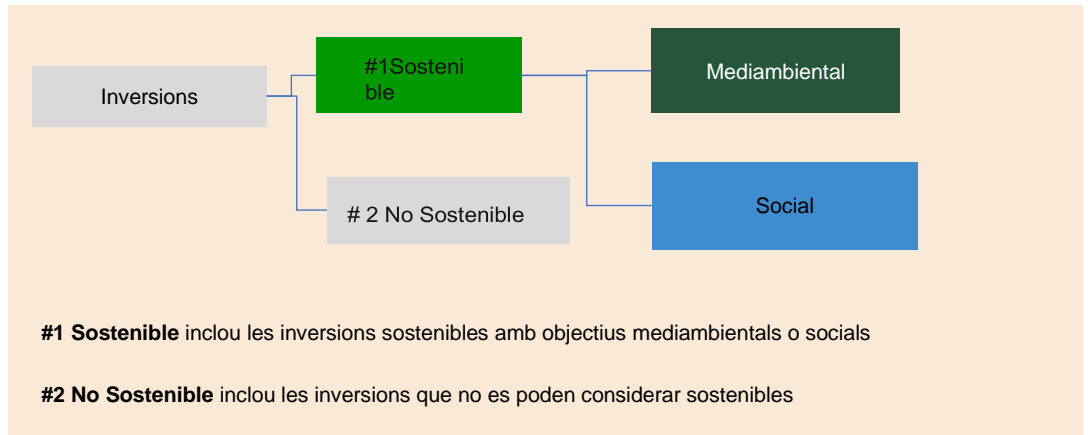 Inversions
#1Sosteni
ble
Mediambiental
# 2 No Sostenible
Social
#1 Sostenible inclou les inversions sostenibles amb objectius mediambientals o socials
#2 No Sostenible inclou les inversions que no es poden considerar sostenibles